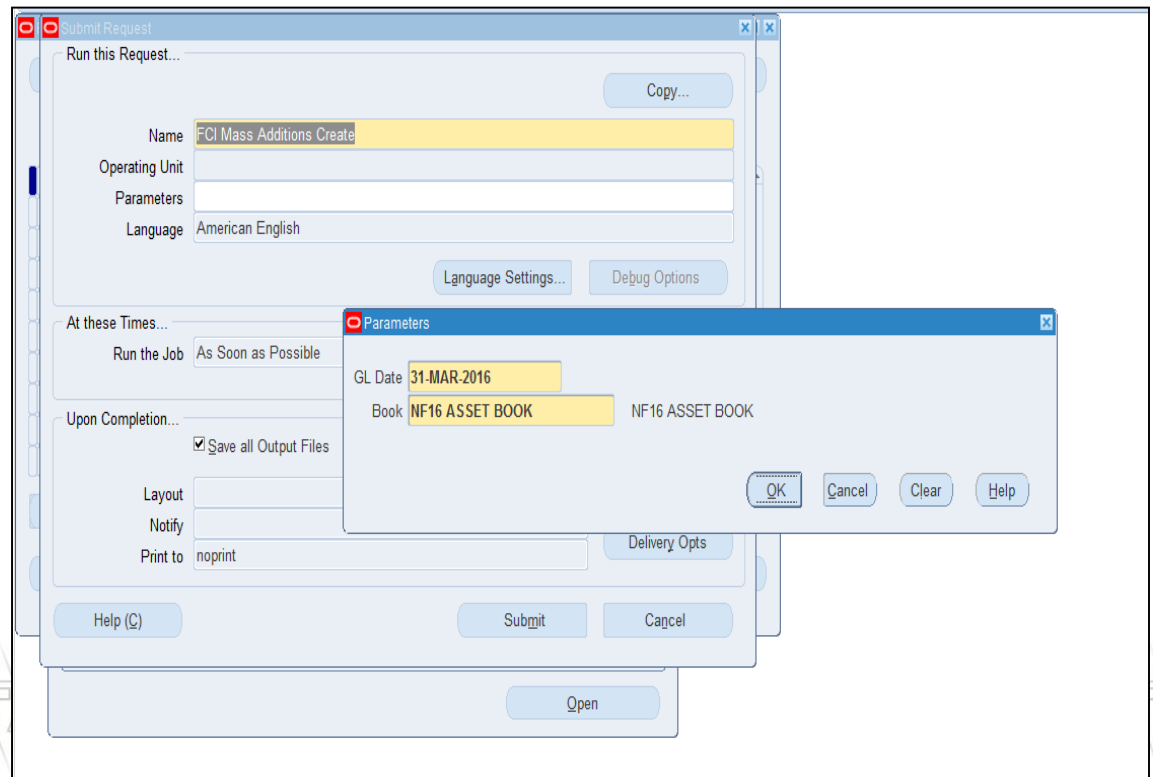 Submit Request
Run this Request...
Copy...
Name FCI Mass Additions Create
Operating Unit
Parameters
Language American English
Language Settings... Debug Options
At these Times...
Run the Job As Soon as Possible
Parameters
GL Date 31-MAR-2016
Book NF16 ASSET BOOK NF16 ASSET BOOK
OK Cancel Clear Help
Upon Completion...
Save all Output Files
Layout
Notify
Print to noprint
Delivery Opts
Help (C) Submit Cancel
Open